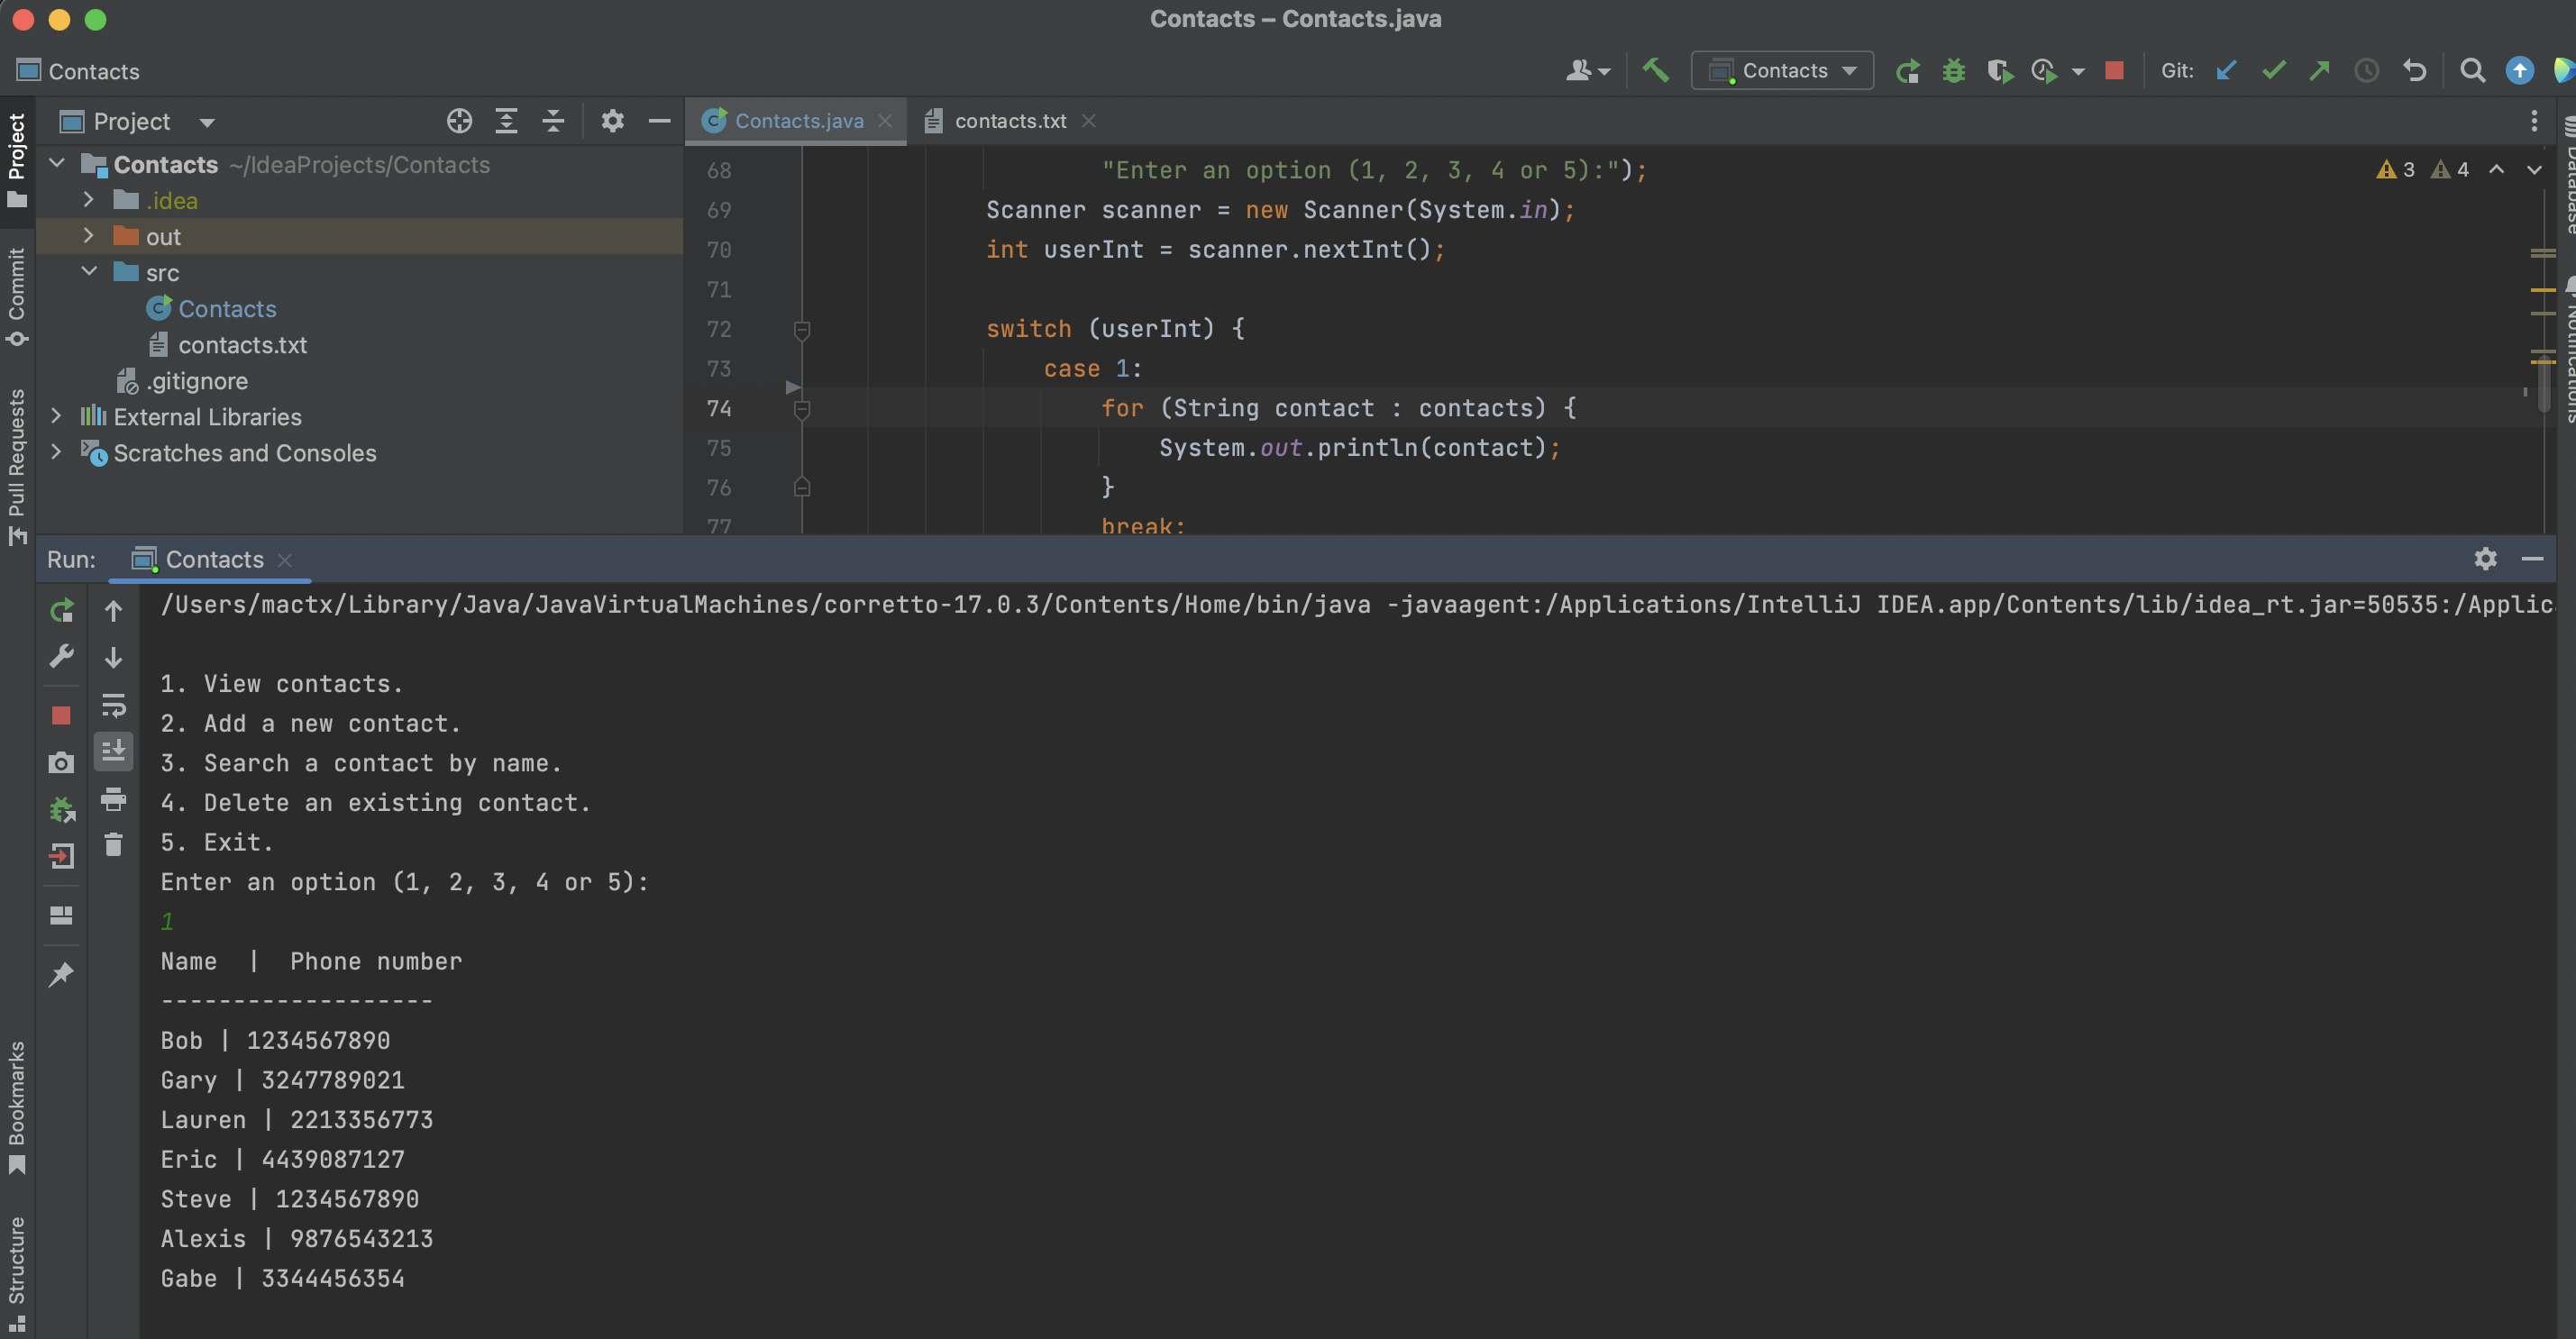 Contacts – Contacts.java
Contacts
Contacts
Git:
Project
Contacts.java
contacts.txt
Contacts ~/IdeaProjects/Contacts
.idea
out
src
Contacts
contacts.txt
.gitignore
External Libraries
Scratches and Consoles
Project
Commit
Pull Requests
Bookmarks
Structure
68 "Enter an option (1, 2, 3, 4 or 5):");
69 Scanner scanner = new Scanner(System.in);
70 int userInt = scanner.nextInt();
71
72 switch (userInt) {
73 case 1:
74 for (String contact : contacts) {
75 System.out.println(contact);
76 }
77 break;
3 4
Database
Notifications
Run: Contacts
/Users/mactx/Library/Java/JavaVirtualMachines/corretto-17.0.3/Contents/Home/bin/java -javaagent:/Applications/IntelliJ IDEA.app/Contents/lib/idea_rt.jar=50535:/Applic
1. View contacts.
2. Add a new contact.
3. Search a contact by name.
4. Delete an existing contact.
5. Exit.
Enter an option (1, 2, 3, 4 or 5):
1
Name | Phone number
-------------------
Bob | 1234567890
Gary | 3247789021
Lauren | 2213356773
Eric | 4439087127
Steve | 1234567890
Alexis | 9876543213
Gabe | 3344456354